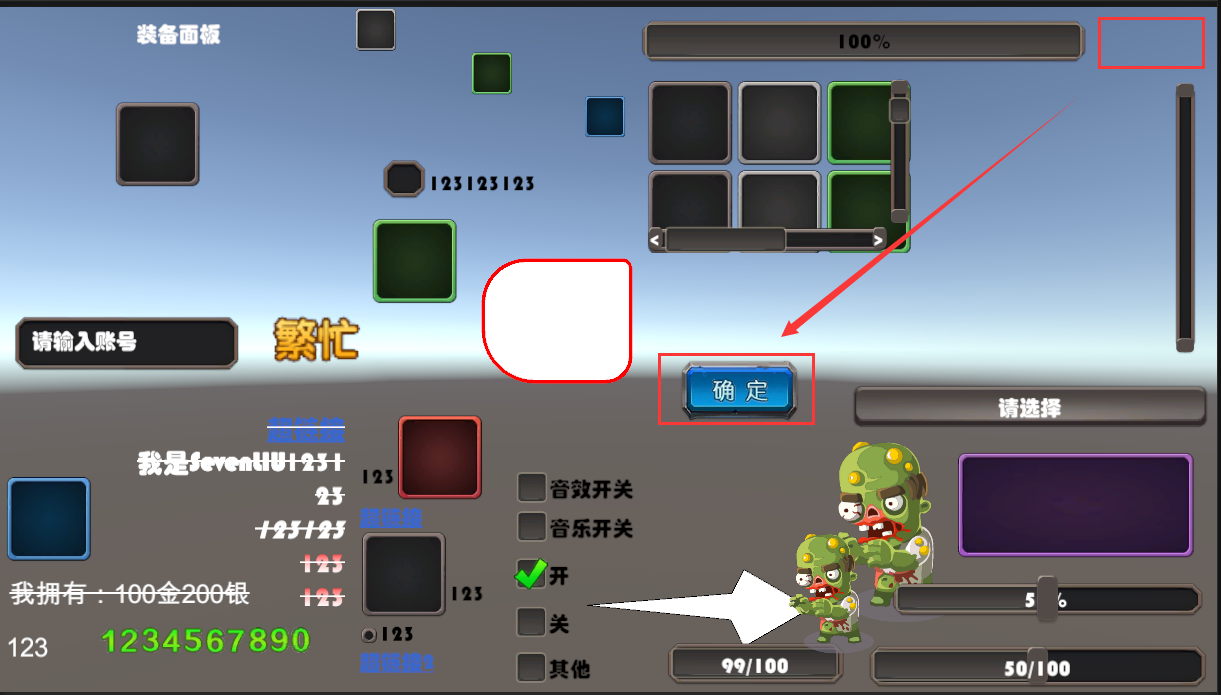 装备面板
100%
123123123
请输入账号
繁忙
确 定
请选择
超链接
我是SevenLIU1231
23
123123
123
123
123
超链接
音效开关
音乐开关
开
关
其他
123
123
超链接2
我拥有：100金200银
123
1234567890
99/100
50/100